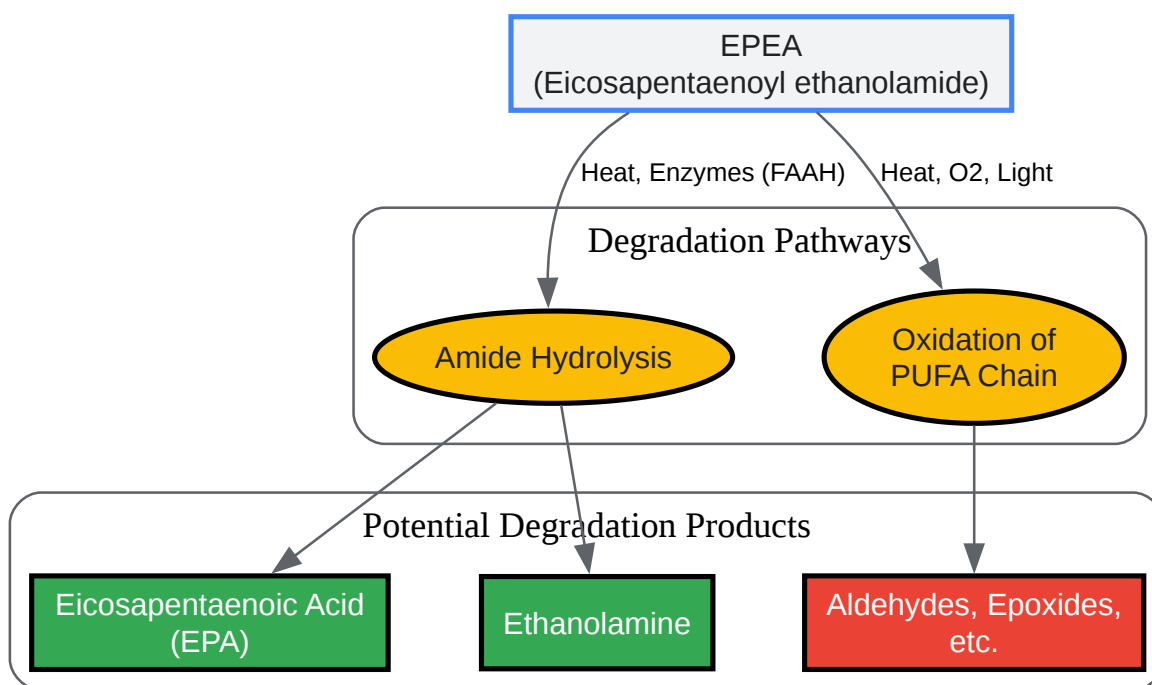 EPEA
(Eicosapentaenoyl ethanolamide)
Heat, Enzymes (FAAH)
Heat, O2, Light
Degradation Pathways
Amide Hydrolysis
Oxidation of
PUFA Chain
Potential Degradation Products
Eicosapentaenoic Acid
(EPA)
Ethanolamine
Aldehydes, Epoxides,
etc.